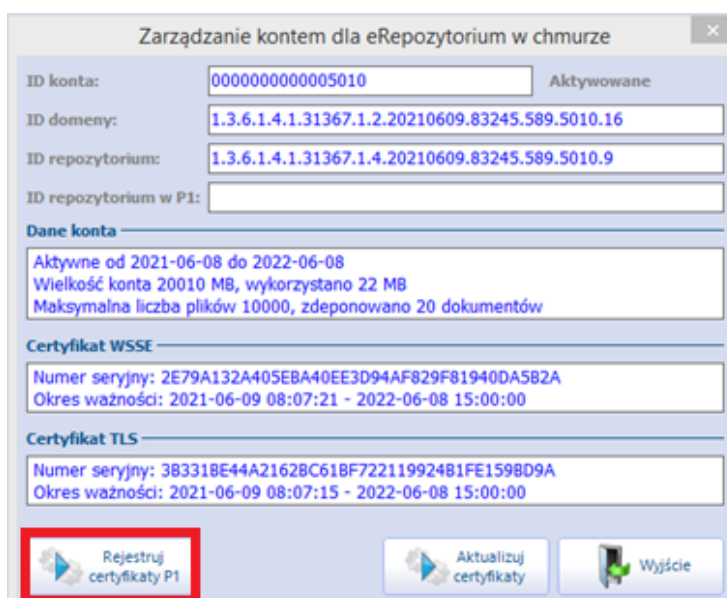 Zarządzanie kontem dla eRepozytorium w chmurze
ID konta: 0000000000005010 Aktywowane
ID domeny: 1.3.6.1.4.1.31367.1.2.20210609.83245.589.5010.16
ID repozytorium: 1.3.6.1.4.1.31367.1.4.20210609.83245.589.5010.9
ID repozytorium w P1:
Dane konta
Aktywne od 2021-06-08 do 2022-06-08
Wielkość konta 20010 MB, wykorzystano 22 MB
Maksymalna liczba plików 10000, zdeponowano 20 dokumentów
Certyfikat WSSE
Numer seryjny: 2E79A132A405EBA40EE3D94AF829F81940DA5B2A
Okres ważności: 2021-06-09 08:07:21 - 2022-06-08 15:00:00
Certyfikat TLS
Numer seryjny: 3B331BE44A21628C61BF722119924B1FE159BD9A
Okres ważności: 2021-06-09 08:07:15 - 2022-06-08 15:00:00
Rejestruj
certyfikaty P1
Aktualizuj
certyfikaty
Wyjście